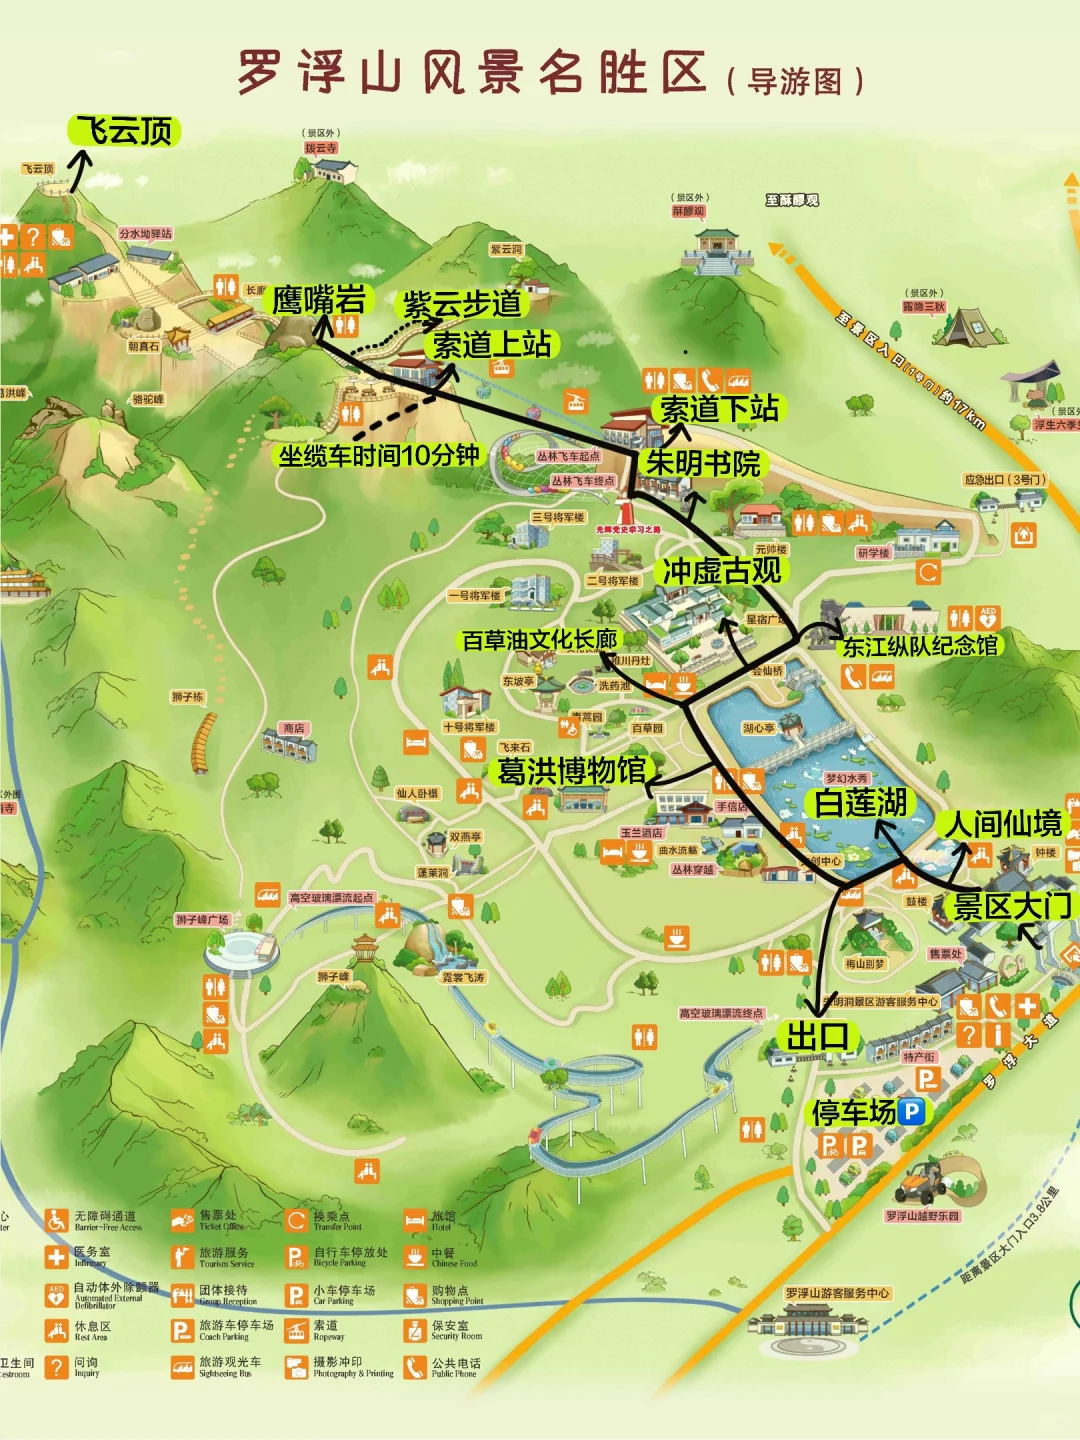 罗浮山风景名胜区（导游图）
飞云顶
飞云顶
（景区外）
拨云寺
（景区外）
酥醪观
至酥醪观
分水坳驿站
紫云洞
鹰嘴岩
紫云步道
索道上站
（景区外）
露隐三秋
至景区入口(1号门)约17km
朝真石
骆驼峰
坐缆车时间10分钟
索道下站
朱明书院
丛林飞车起点
丛林飞车终点
光辉党史学习之路
应急出口（3号门）
三号将军楼
元帅楼
研学楼
二号将军楼
一号将军楼
冲虚古观
百草油文化长廊
东江纵队纪念馆
AED
会仙桥
东坡亭
洗药池
狮子栋
商店
十号将军楼
百草园
湖心亭
飞来石
葛洪博物馆
梦幻水秀
白莲湖
仙人卧榻
手信店
人间仙境
双燕亭
玉兰酒店
曲水流觞
钟楼
蓬莱洞
丛林穿越
高空玻璃漂流起点
鼓楼
景区大门
狮子峰广场
狮子峰
霓裳飞涛
梅山别梦
售票处
朱明洞景区游客服务中心
高空玻璃漂流终点
出口
特产街
罗浮大道
停车场P
罗浮山越野乐园
距离景区大门入口3.8公里
罗浮山游客服务中心
无障碍通道
Barrier-Free Access
售票处
Ticket Office
换乘点
Transfer Point
旅馆
Hotel
医务室
Infirmary
旅游服务
Tourism Service
自行车停放处
Bicycle Parking
中餐
Chinese Food
AED
自动体外除颤器
Automated External
Defibrillator
团体接待
Group Reception
小车停车场
Car Parking
购物点
Shopping Point
休息区
Rest Area
旅游车停车场
Coach Parking
索道
Ropeway
保安室
Security Room
卫生间
问询
Inquiry
旅游观光车
Sightseeing Bus
摄影冲印
Photography & Printing
公共电话
Public Phone